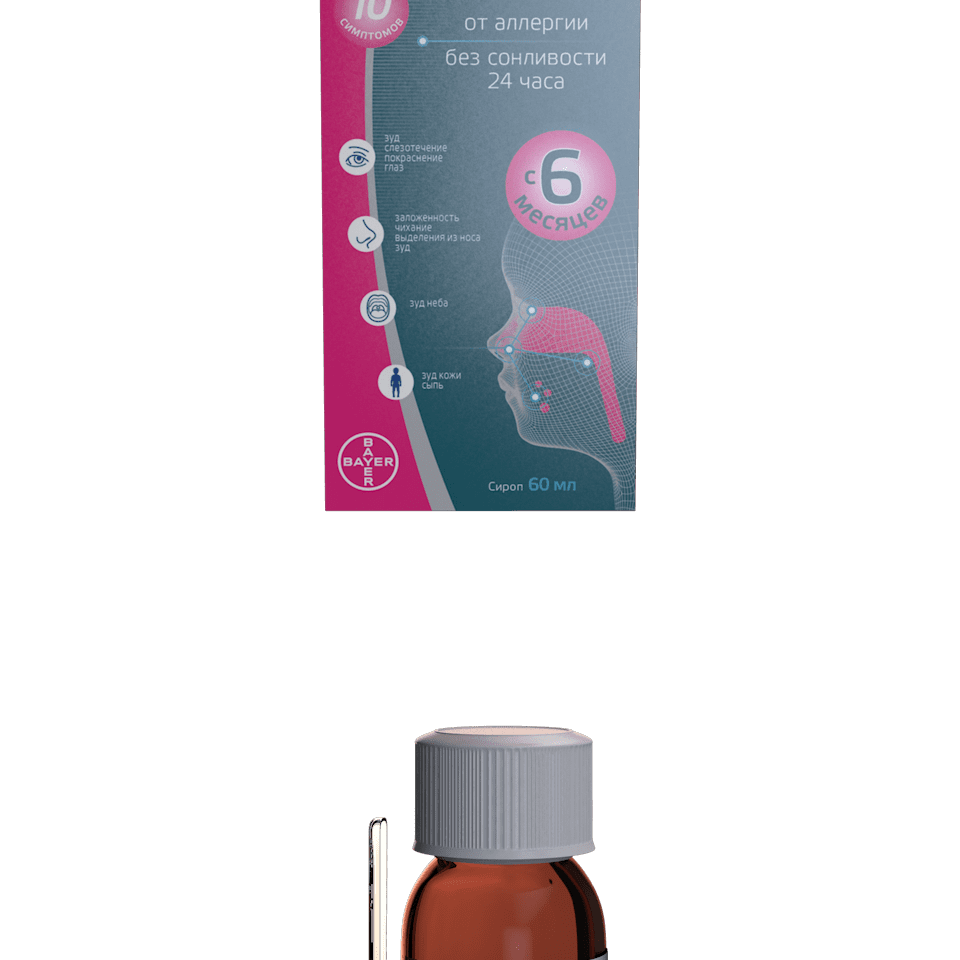 10
СИМПТОМОВ
от аллергии
без сонливости
24 часа
зуд
слезотечение
покраснение
глаз
с 6
месяцев
заложенность
чихание
выделения из носа
зуд
зуд неба
зуд кожи
сыпь
BAYER
BAYER
Сироп 60 мл